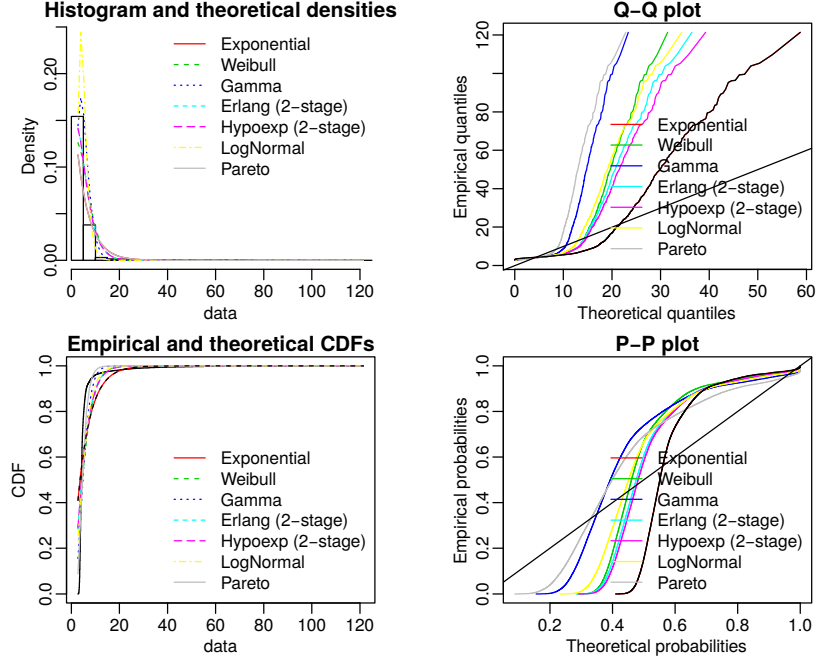 Histogram and theoretical densities
Density
0.00
0.10
0.20
Exponential
Weibull
Gamma
Erlang (2−stage)
Hypoexp (2−stage)
LogNormal
Pareto
0 20 40 60 80 100 120
data
Q−Q plot
Empirical quantiles
0 20 40 60 80 120
Exponential
Weibull
Gamma
Erlang (2−stage)
Hypoexp (2−stage)
LogNormal
Pareto
0 10 20 30 40 50 60
Theoretical quantiles
Empirical and theoretical CDFs
CDF
0.0 0.2 0.4 0.6 0.8 1.0
Exponential
Weibull
Gamma
Erlang (2−stage)
Hypoexp (2−stage)
LogNormal
Pareto
0 20 40 60 80 100 120
data
P−P plot
Empirical probabilities
0.0 0.2 0.4 0.6 0.8 1.0
Exponential
Weibull
Gamma
Erlang (2−stage)
Hypoexp (2−stage)
LogNormal
Pareto
0.2 0.4 0.6 0.8 1.0
Theoretical probabilities